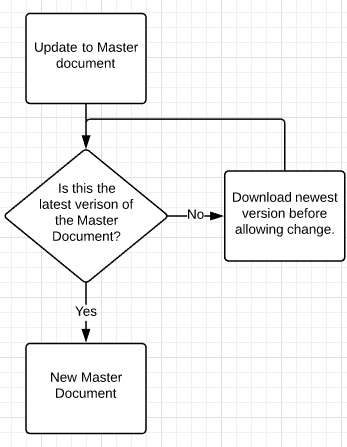 Update to Master
document
Is this the
latest verison of
the Master
Document?
No
Download newest
version before
allowing change.
Yes
New Master
Document